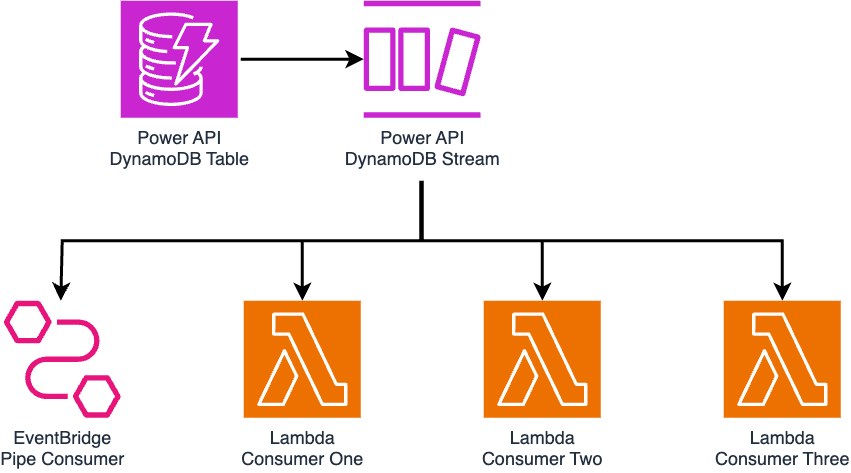 Power API
DynamoDB Table
Power API
DynamoDB Stream
EventBridge
Pipe Consumer
Lambda
Consumer One
Lambda
Consumer Two
Lambda
Consumer Three